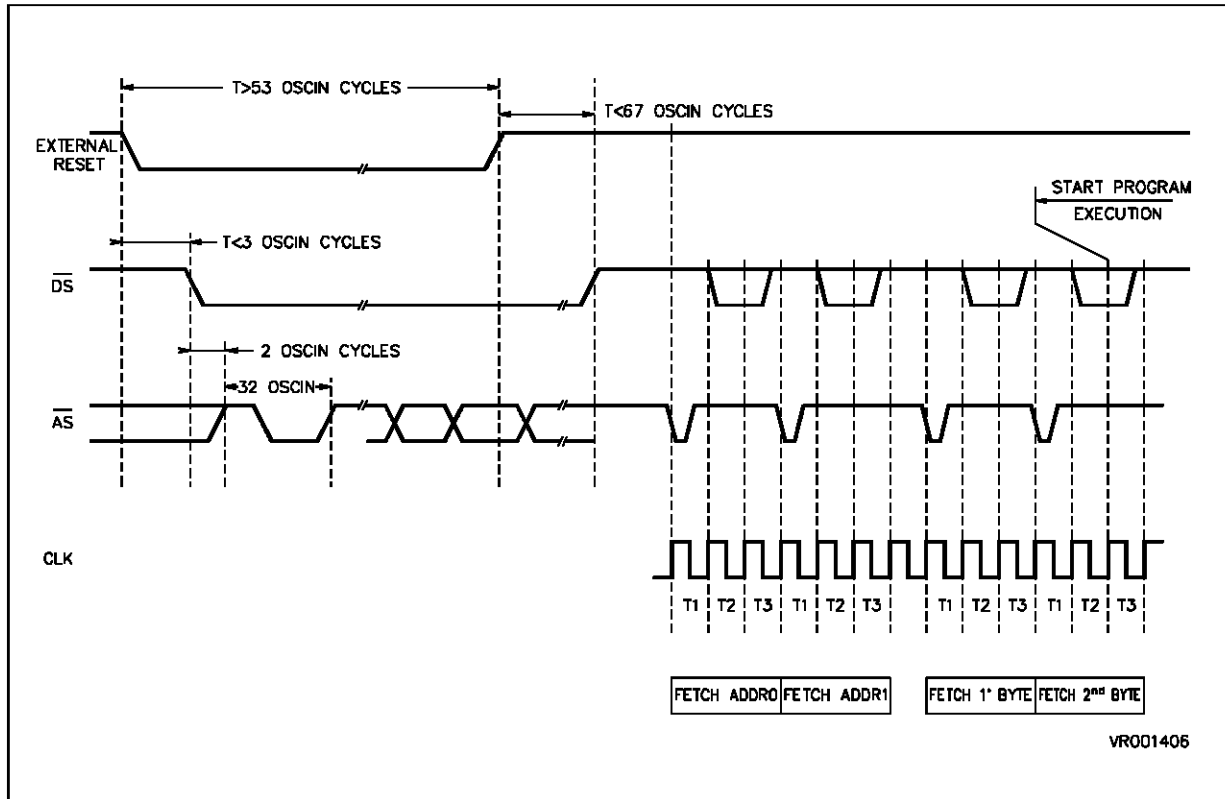 T>53 OSCIN CYCLES
T<67 OSCIN CYCLES
EXTERNAL
RESET
START PROGRAM
EXECUTION
T<3 OSCIN CYCLES
DS
2 OSCIN CYCLES
32 OSCIN
AS
CLK
T1 T2 T3 T1 T2 T3 T1 T2 T3 T1 T2 T3
FETCH ADDR0 FETCH ADDR1 FETCH 1° BYTE FETCH 2nd BYTE
VR001406